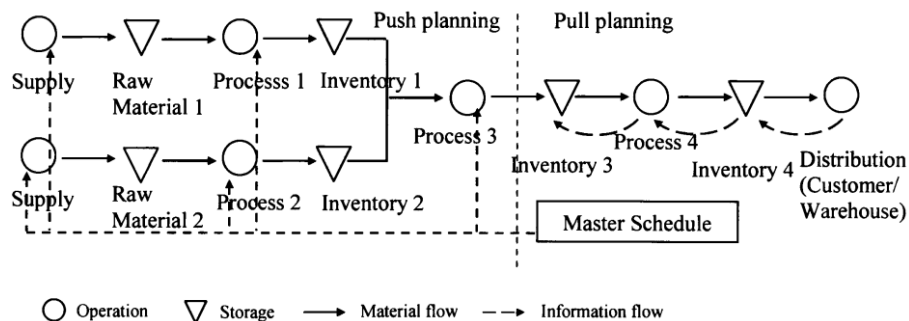 Push planning
Pull planning
Supply
Raw
Material 1
Processs 1
Inventory 1
Process 3
Inventory 3
Process 4
Inventory 4
Distribution
(Customer/
Warehouse)
Supply
Raw
Material 2
Process 2
Inventory 2
Master Schedule
Operation
Storage
Material flow
Information flow